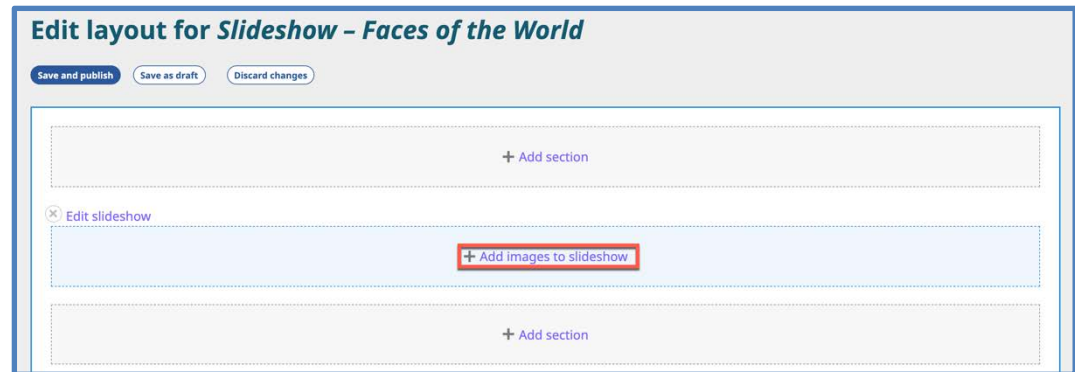 Edit layout for Slideshow – Faces of the World
Save and publish Save as draft Discard changes
+ Add section
Edit slideshow
+ Add images to slideshow
+ Add section